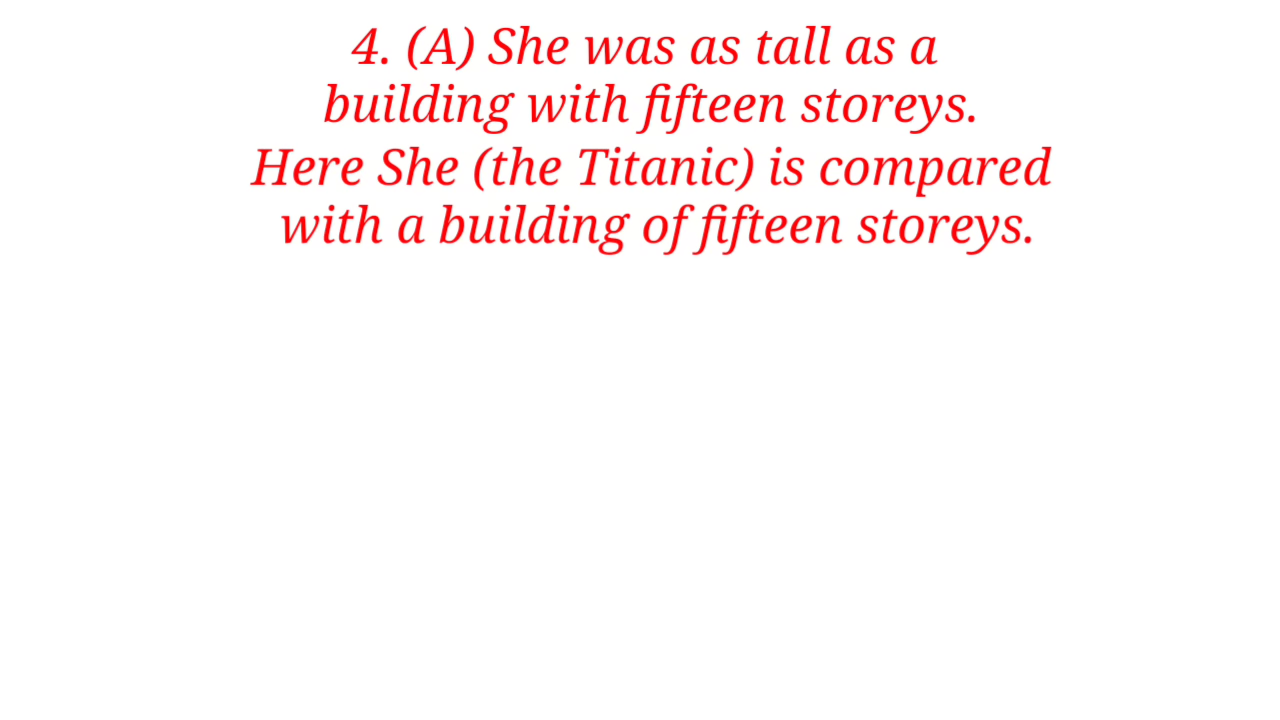 4. (A) She was as tall as a
building with fifteen storeys.
Here She (the Titanic) is compared
with a building of fifteen storeys.